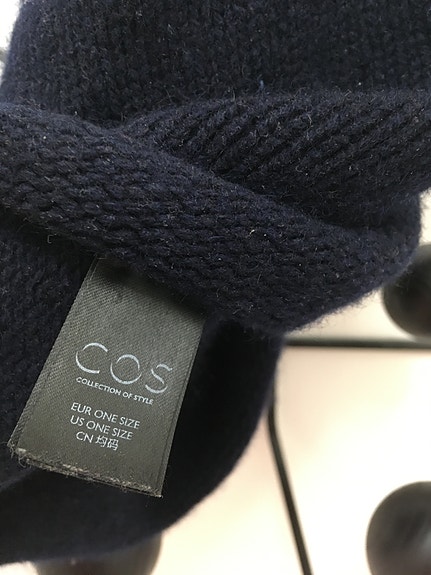 COS
COLLECTION OF STYLE
EUR ONE SIZE
US ONE SIZE
CN 均码